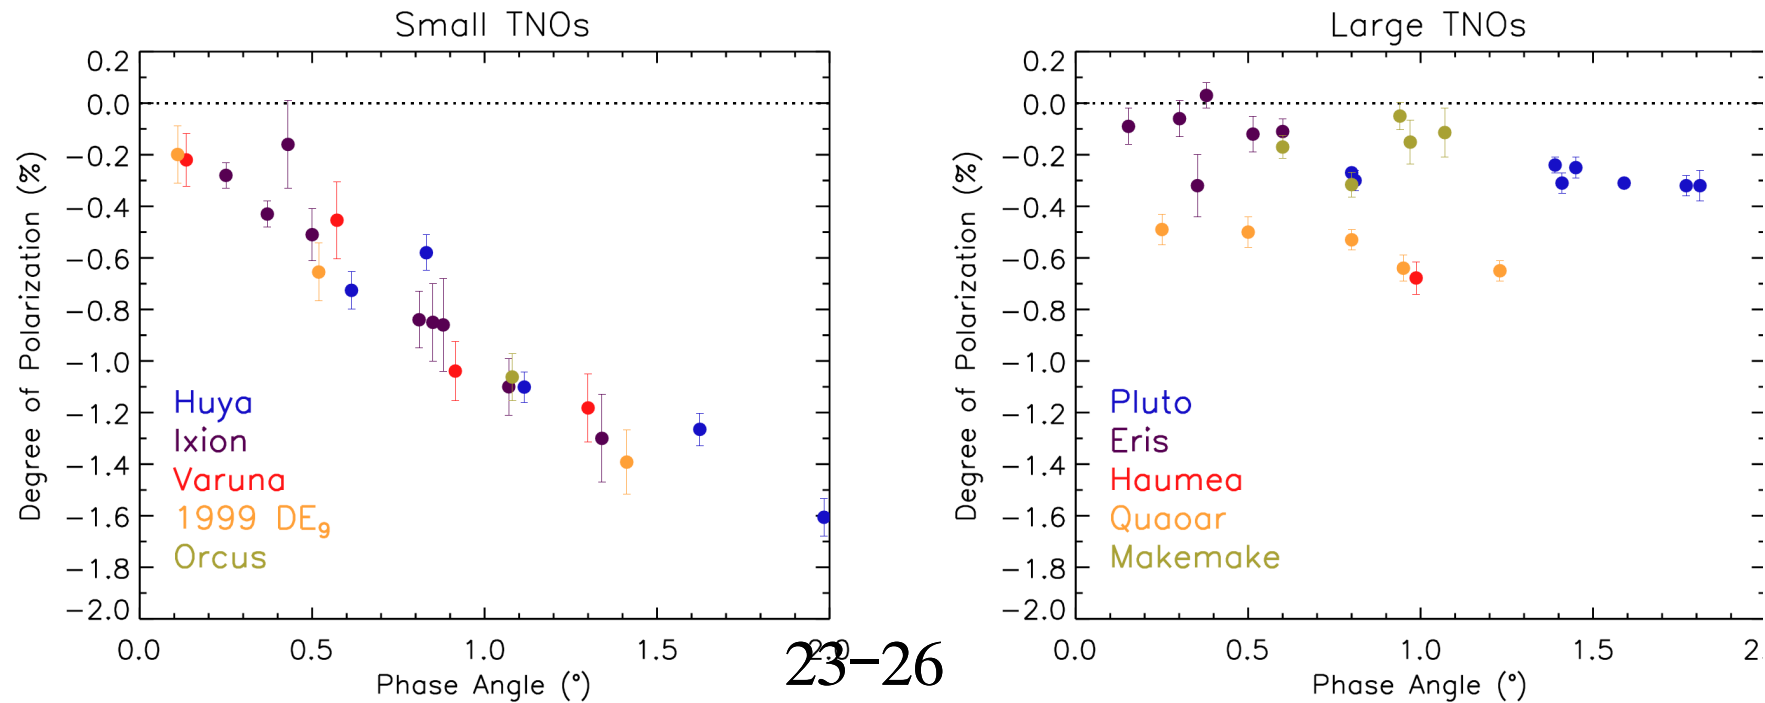 Small TNOs
0.2
0.0
−0.2
−0.4
−0.6
−0.8
−1.0
−1.2
−1.4
−1.6
−1.8
−2.0
Degree of Polarization (%)
Huya
Ixion
Varuna
1999 DE₉
Orcus
0.0 0.5 1.0 1.5 2.0
Phase Angle (°)
23−26
Large TNOs
0.2
0.0
−0.2
−0.4
−0.6
−0.8
−1.0
−1.2
−1.4
−1.6
−1.8
−2.0
Degree of Polarization (%)
Pluto
Eris
Haumea
Quaoar
Makemake
0.0 0.5 1.0 1.5 2.
Phase Angle (°)